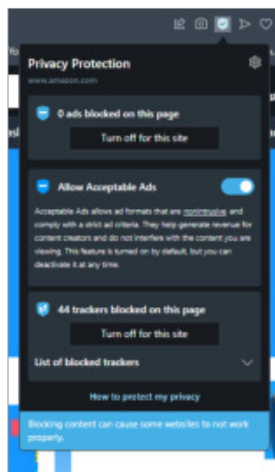 Privacy Protection
www.amazon.com
0 ads blocked on this page
Turn off for this site
Allow Acceptable Ads
Acceptable Ads allows ad formats that are nonintrusive and
comply with a strict ad criteria. They help generate revenue for
content creators and do not interfere with the content you are
viewing. This feature is turned on by default, but you can
deactivate it at any time.
44 trackers blocked on this page
Turn off for this site
List of blocked trackers
How to protect my privacy
Blocking content can cause some websites to not work
properly.